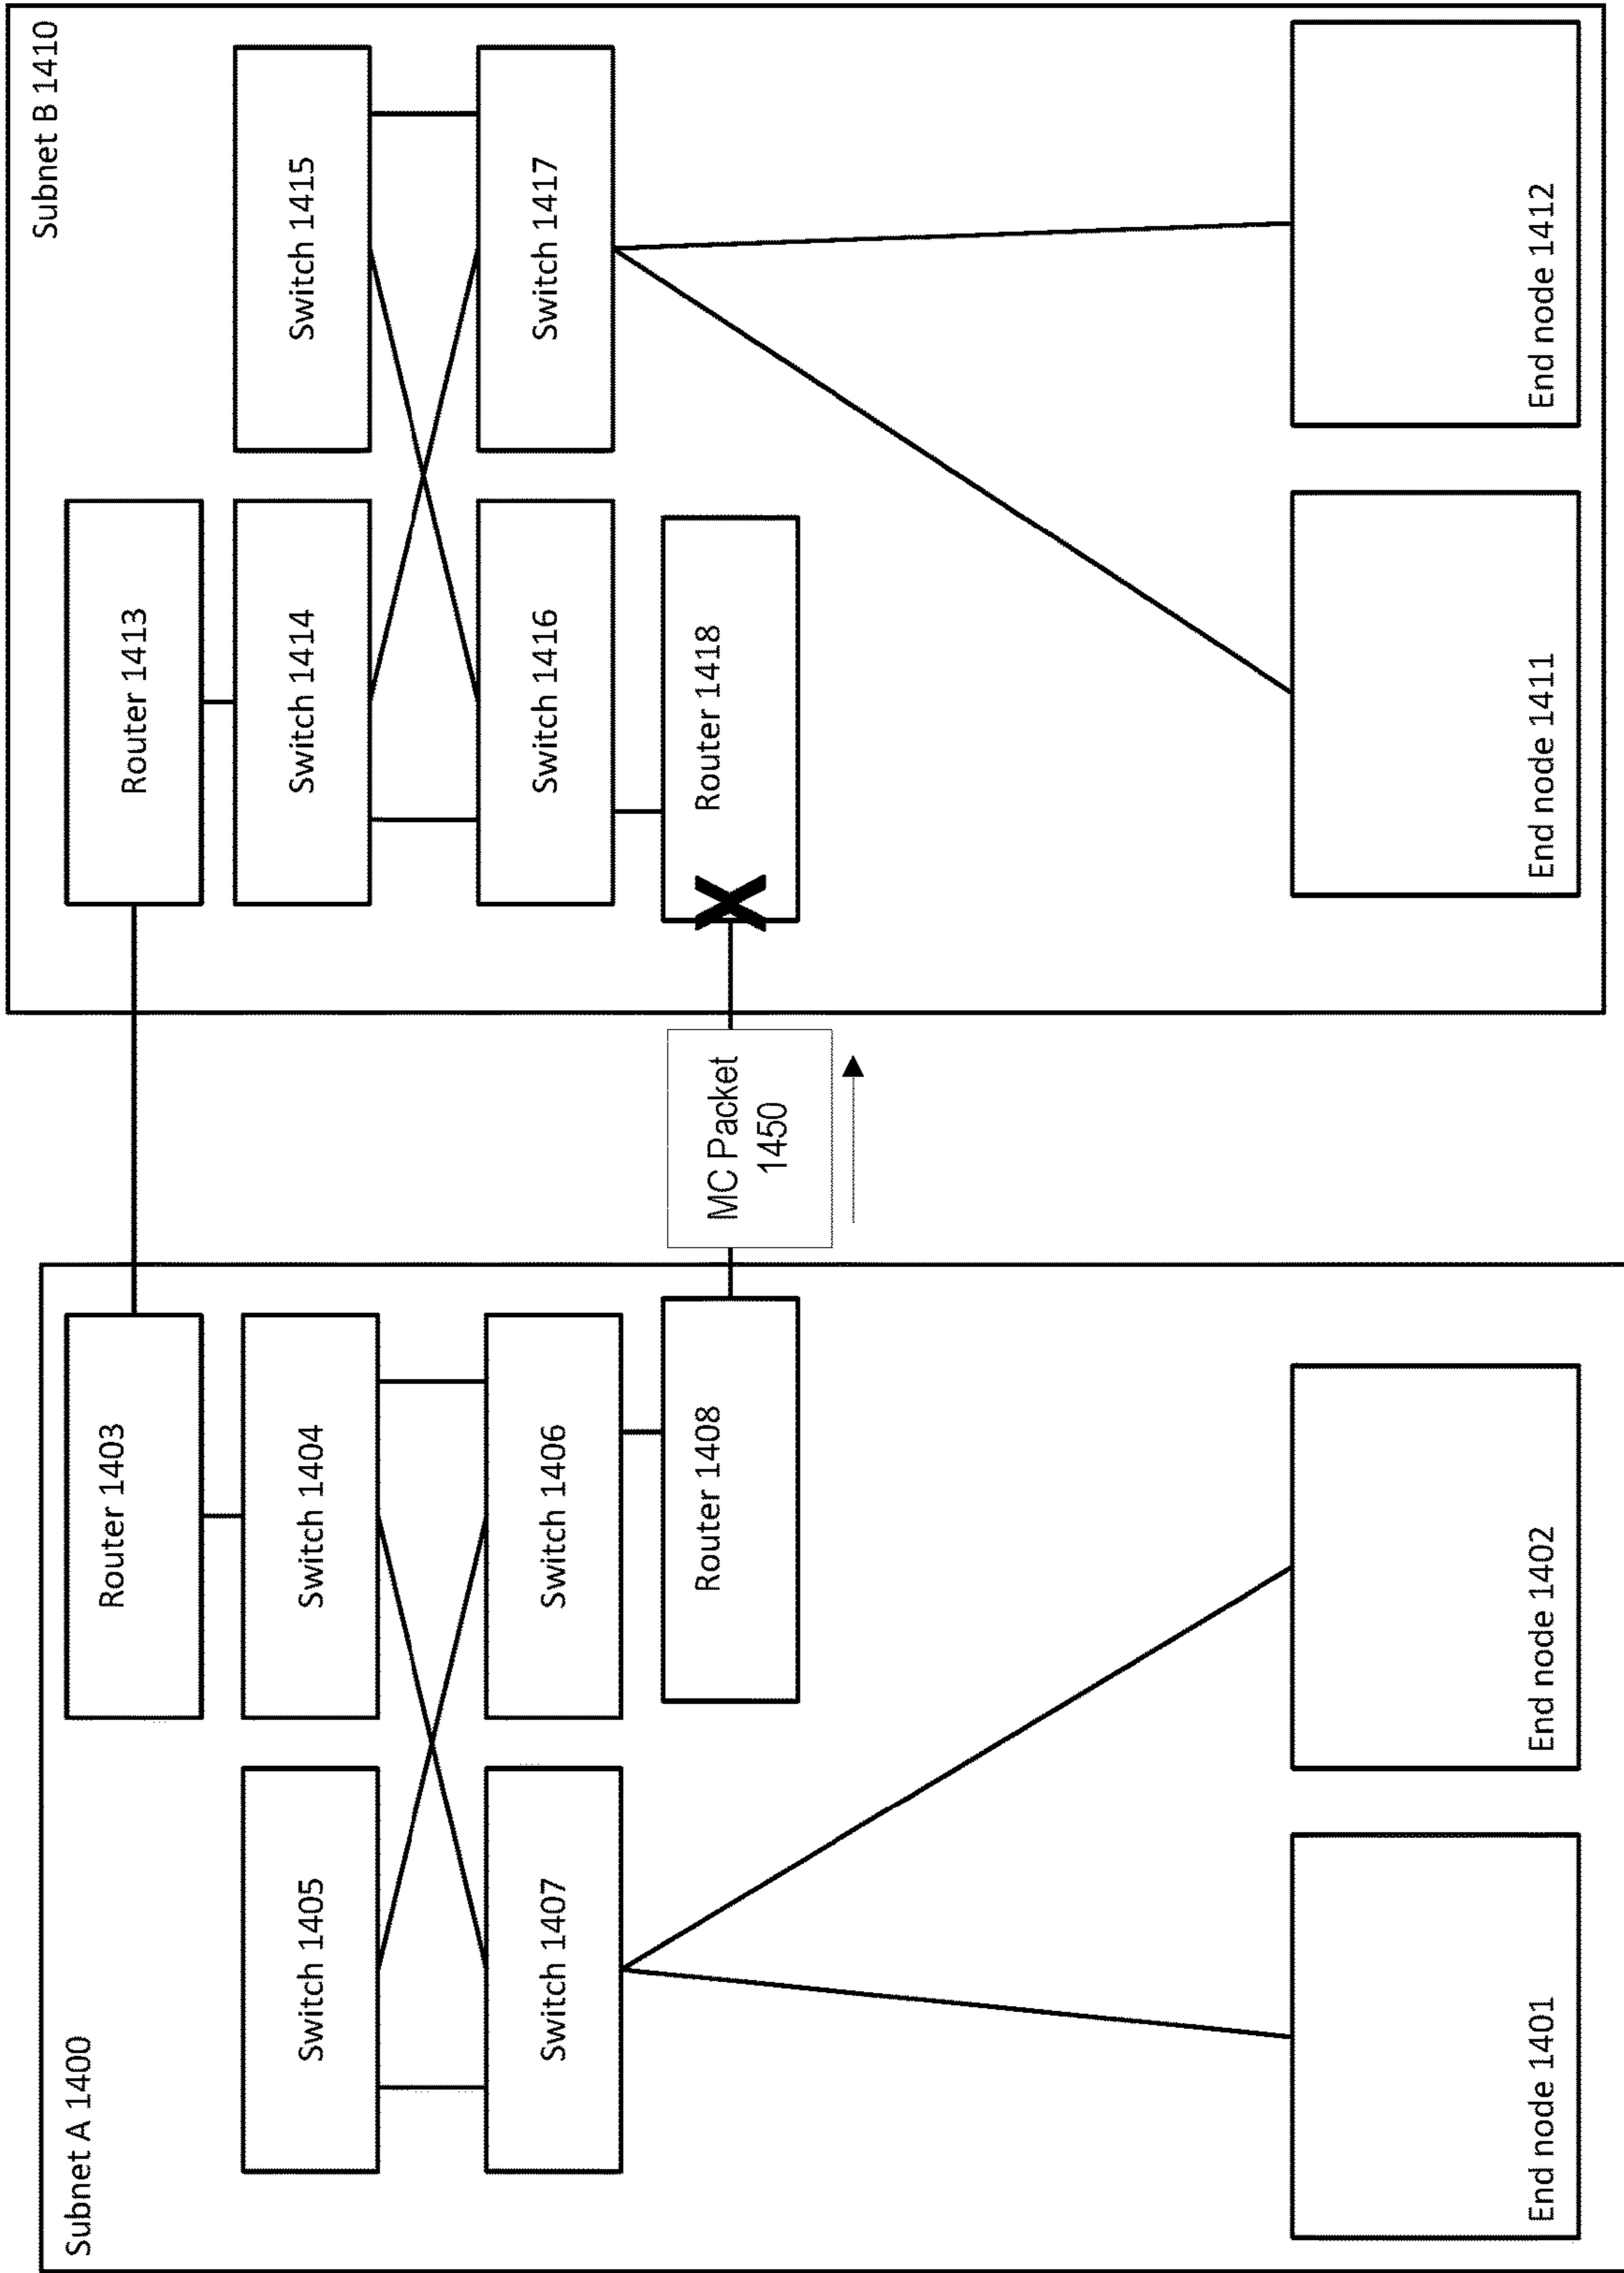 Subnet A 1400
Router 1403
Switch 1405
Switch 1404
Switch 1407
Switch 1406
Router 1408
End node 1401
End node 1402
MC Packet
1450
Subnet B 1410
Router 1413
Switch 1414
Switch 1415
Switch 1416
Switch 1417
Router 1418
End node 1411
End node 1412